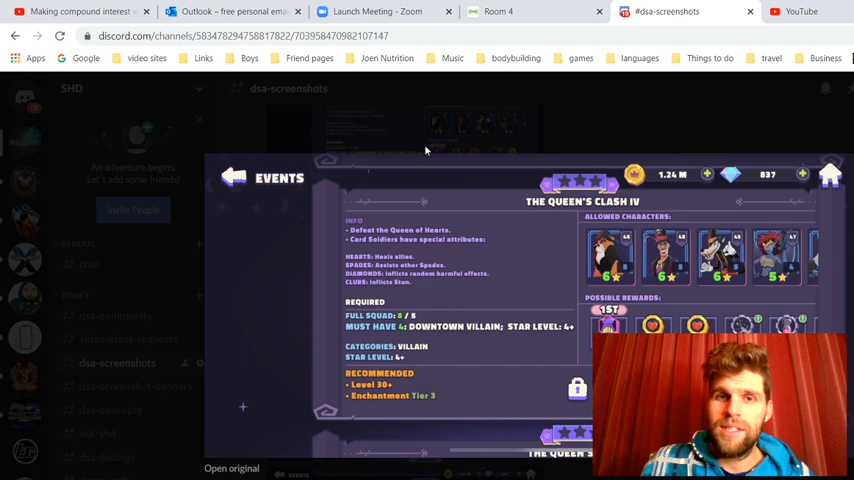 Making compound interest
Outlook – free personal ema
Launch Meeting - Zoom
Room 4
#dsa-screenshots
YouTube
discord.com/channels/583478294758817822/703958470982107147
Apps
Google
video sites
Links
Boys
Friend pages
Joen Nutrition
Music
bodybuilding
games
languages
Things to do
travel
Business
SHD
dsa-screenshots
An adventure begins.
Let's add some friends!
Invite People
GENERAL
chat
DISNEY
dsa-community
video-ideas-requests
dsa-screenshots
dsa-screenshot-banners
dsa-concepts
ask-shd
dsa-footage
EVENTS
1.24 M
837
THE QUEEN'S CLASH IV
INFO
• Defeat the Queen of Hearts.
• Card Soldiers have special attributes:
HEARTS: Heals allies.
SPADES: Assists other Spades.
DIAMONDS: Inflicts random harmful effects.
CLUBS: Inflicts Stun.
REQUIRED
FULL SQUAD: 8 / 5
MUST HAVE 4: DOWNTOWN VILLAIN; STAR LEVEL: 4+
CATEGORIES: VILLAIN
STAR LEVEL: 4+
RECOMMENDED
• Level 30+
• Enchantment Tier 3
ALLOWED CHARACTERS:
6
6
6
5
POSSIBLE REWARDS:
1ST
Open original